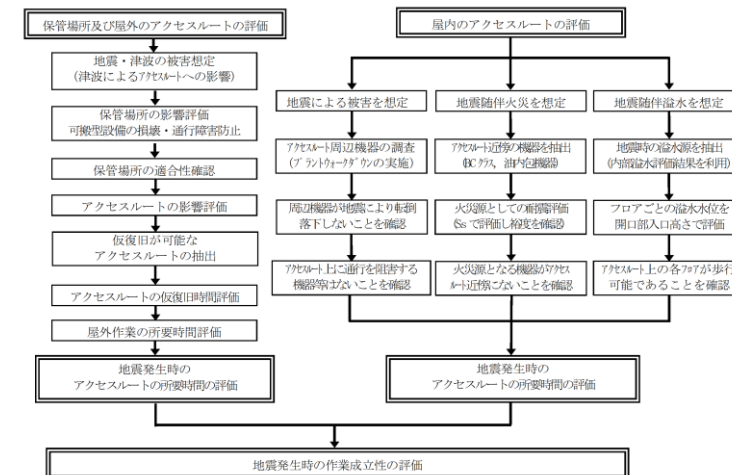 保管場所及び屋外のアクセスルートの評価
地震・津波の被害想定
(津波によるアクセスルートへの影響)
保管場所の影響評価
可搬型設備の損壊・通行障害防止
保管場所の適合性確認
アクセスルートの影響評価
仮復旧が可能な
アクセスルートの抽出
アクセスルートの仮復旧時間評価
屋外作業の所要時間評価
地震発生時の
アクセスルートの所要時間の評価
屋内のアクセスルートの評価
地震による被害を想定
アクセスルート周辺機器の調査
(プラントウォークダウンの実施)
周辺機器が地震により転倒
落下しないことを確認
アクセスルート上に通行を阻害する
機器等はないことを確認
地震随伴火災を想定
アクセスルート近傍の機器を抽出
(BCクラス, 油内包機器)
火災源としての耐震評価
(Ssで評価し裕度を確認)
火災源となる機器がアクセス
ルート近傍にないことを確認
地震随伴溢水を想定
地震時の溢水源を抽出
(内部溢水評価結果を利用)
フロアごとの溢水水位を
開口部入口高さで評価
アクセスルート上の各フロアが歩行
可能であることを確認
地震発生時の
アクセスルートの所要時間の評価
地震発生時の作業成立性の評価